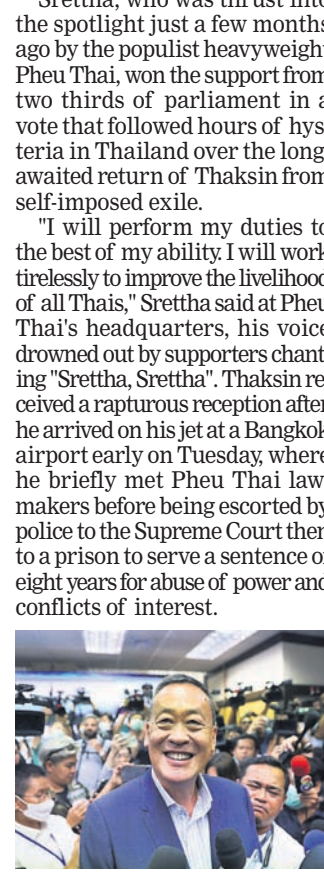 Srettha, who was thrust into
the spotlight just a few months
ago by the populist heavyweight
Pheu Thai, won the support from
two thirds of parliament in a
vote that followed hours of hys
teria in Thailand over the long
awaited return of Thaksin from
self-imposed exile.
"I will perform my duties to
the best of my ability. I will work
tirelessly to improve the livelihood
of all Thais," Srettha said at Pheu
Thai's headquarters, his voice
drowned out by supporters chant
ing "Srettha, Srettha". Thaksin re
ceived a rapturous reception after
he arrived on his jet at a Bangkok
airport early on Tuesday, where
he briefly met Pheu Thai law
makers before being escorted by
police to the Supreme Court then
to a prison to serve a sentence of
eight years for abuse of power and
conflicts of interest.